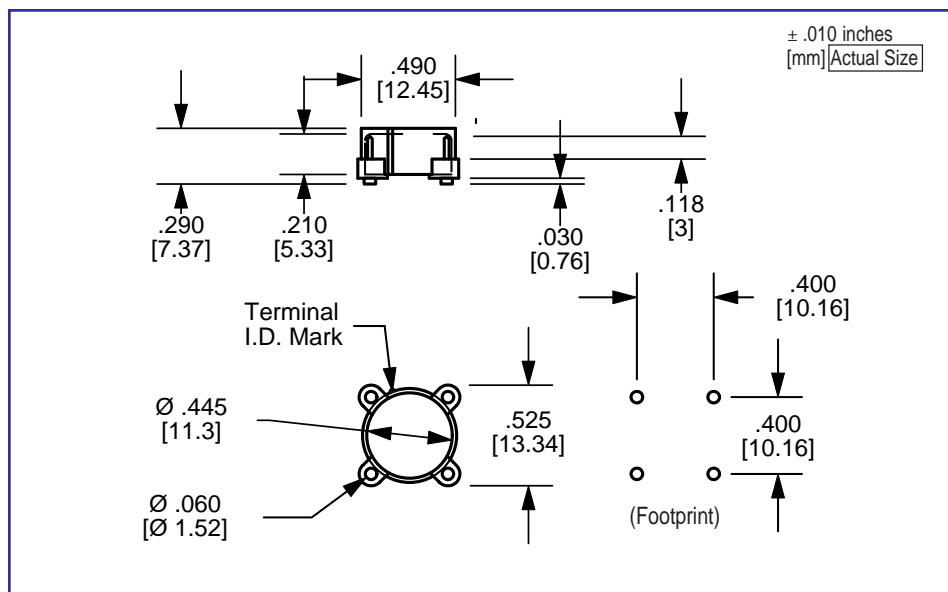 ± .010 inches
[mm] Actual Size
.490
[12.45]
.290
[7.37]
.210
[5.33]
.030
[0.76]
.118
[3]
.400
[10.16]
Terminal
I.D. Mark
Ø .445
[11.3]
.525
[13.34]
.400
[10.16]
Ø .060
[Ø 1.52]
(Footprint)